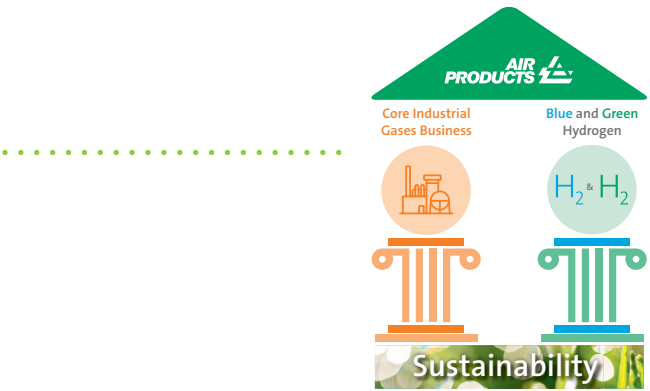 AIR
PRODUCTS
Core Industrial
Gases Business
Blue and Green
Hydrogen
H2 & H2
Sustainability